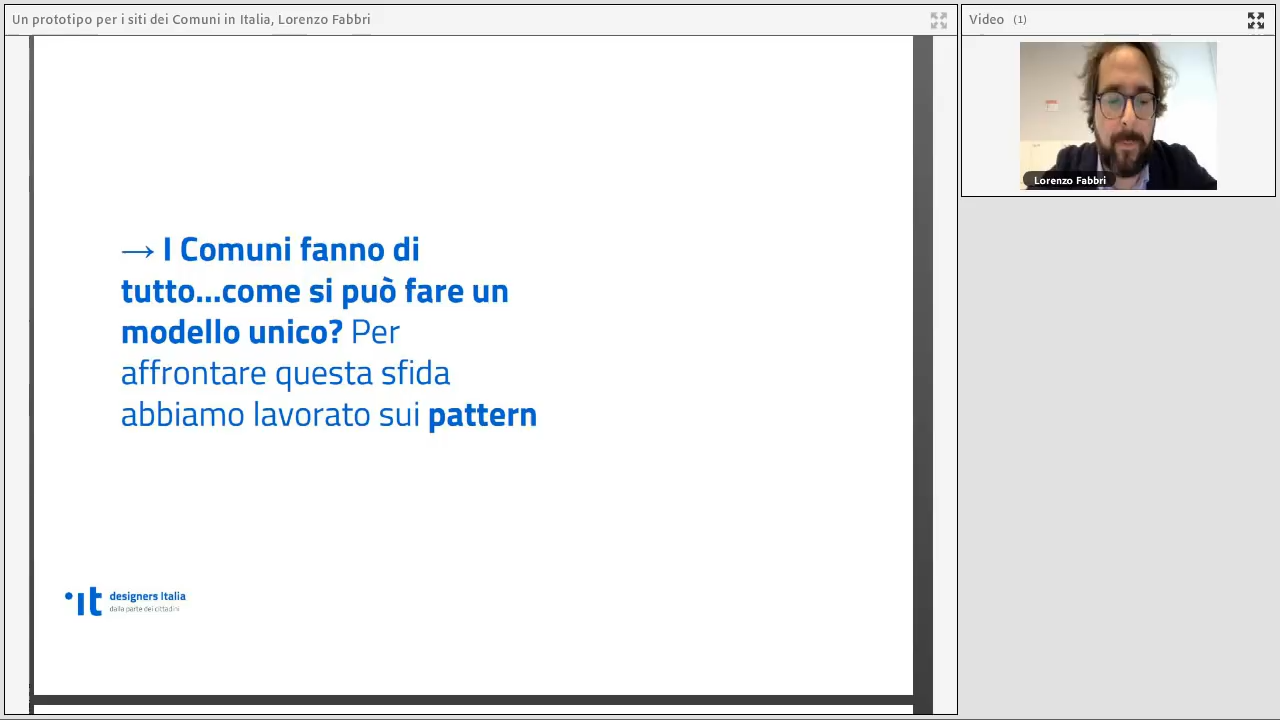 Un prototipo per i siti dei Comuni in Italia, Lorenzo Fabbri
Video (1)
Lorenzo Fabbri
→ I Comuni fanno di
tutto...come si può fare un
modello unico? Per
affrontare questa sfida
abbiamo lavorato sui pattern
it
designers Italia
dalla parte dei cittadini